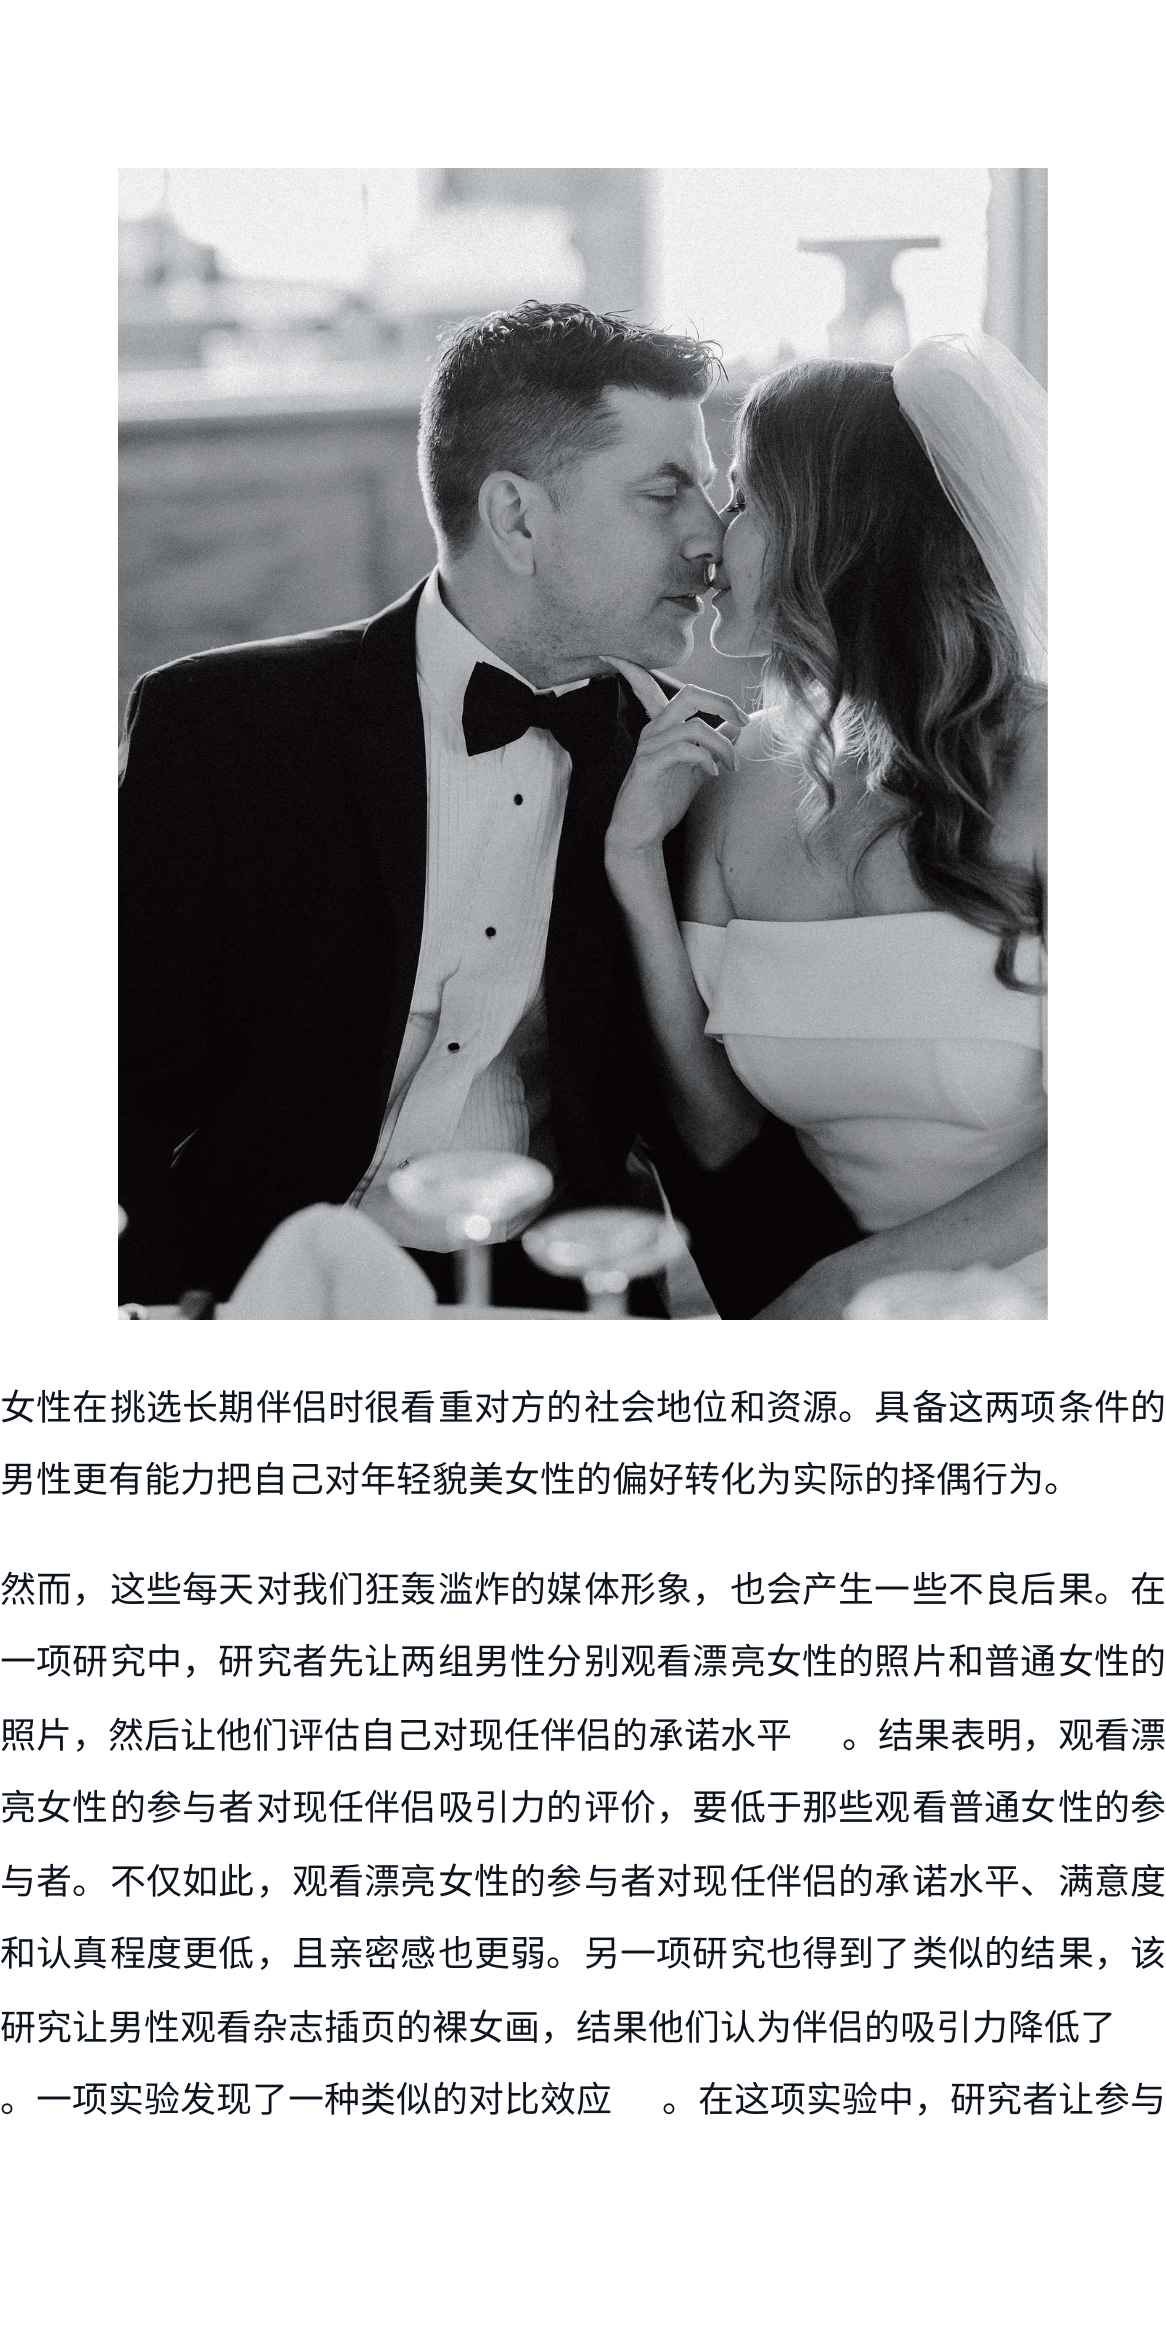 女性在挑选长期伴侣时很看重对方的社会地位和资源。具备这两项条件的
男性更有能力把自己对年轻貌美女性的偏好转化为实际的择偶行为。
然而，这些每天对我们狂轰滥炸的媒体形象，也会产生一些不良后果。在
一项研究中，研究者先让两组男性分别观看漂亮女性的照片和普通女性的
照片，然后让他们评估自己对现任伴侣的承诺水平 。结果表明，观看漂
亮女性的参与者对现任伴侣吸引力的评价，要低于那些观看普通女性的参
与者。不仅如此，观看漂亮女性的参与者对现任伴侣的承诺水平、满意度
和认真程度更低，且亲密感也更弱。另一项研究也得到了类似的结果，该
研究让男性观看杂志插页的裸女画，结果他们认为伴侣的吸引力降低了
。一项实验发现了一种类似的对比效应 。在这项实验中，研究者让参与